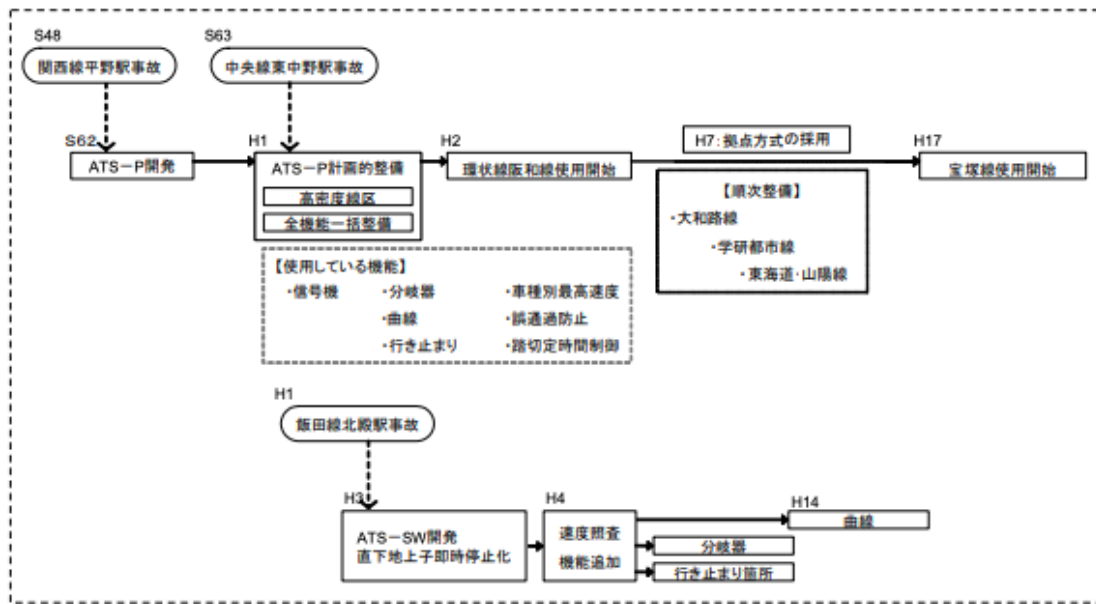 S48
関西線平野駅事故
S63
中央線東中野駅事故
S62
ATS－P開発
H1
ATS－P計画的整備
高密度線区
全機能一括整備
H2
環状線阪和線使用開始
H7：拠点方式の採用
H17
宝塚線使用開始
【順次整備】
・大和路線
・学研都市線
・東海道・山陽線
【使用している機能】
・信号機 ・分岐器 ・車種別最高速度
・曲線 ・誤通過防止
・行き止まり ・踏切定時間制御
H1
飯田線北殿駅事故
H3
ATS－SW開発
直下地上子即時停止化
H4
速度照査
機能追加
H14
曲線
分岐器
行き止まり箇所